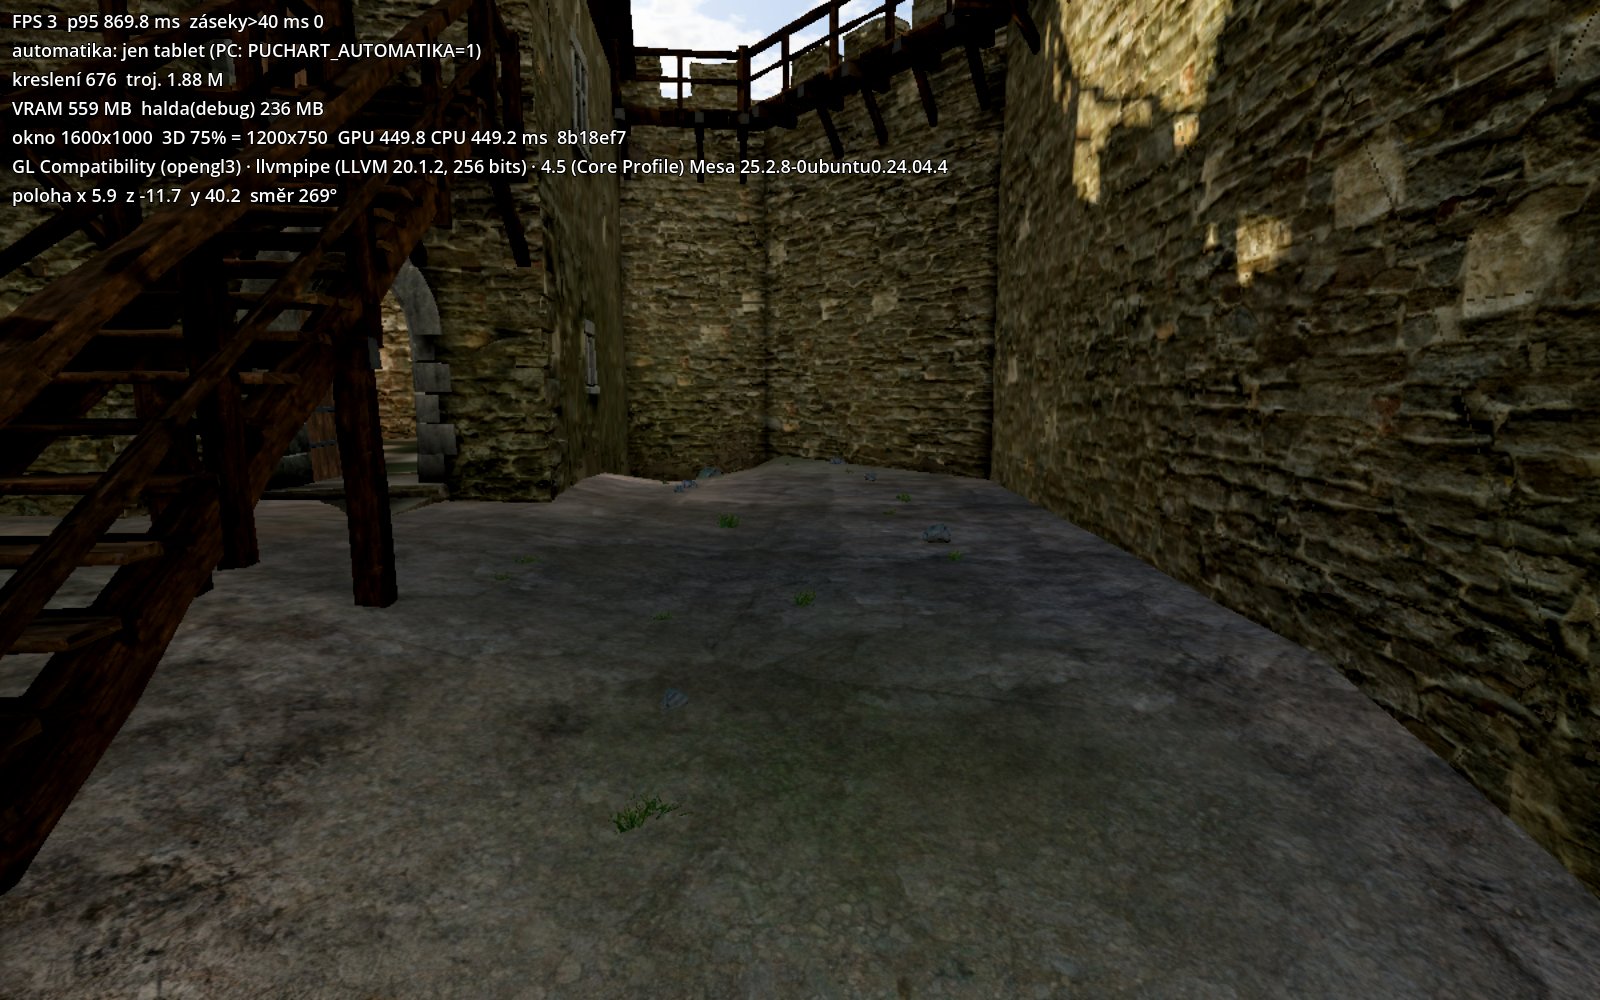 FPS 3  p95 869.8 ms  záseky>40 ms 0
automatika: jen tablet (PC: PUCHART_AUTOMATIKA=1)
kreslení 676  troj. 1.88 M
VRAM 559 MB  halda(debug) 236 MB
okno 1600x1000  3D 75% = 1200x750  GPU 449.8 CPU 449.2 ms  8b18ef7
GL Compatibility (opengl3) · llvmpipe (LLVM 20.1.2, 256 bits) · 4.5 (Core Profile) Mesa 25.2.8-0ubuntu0.24.04.4
poloha x 5.9  z -11.7  y 40.2  směr 269°